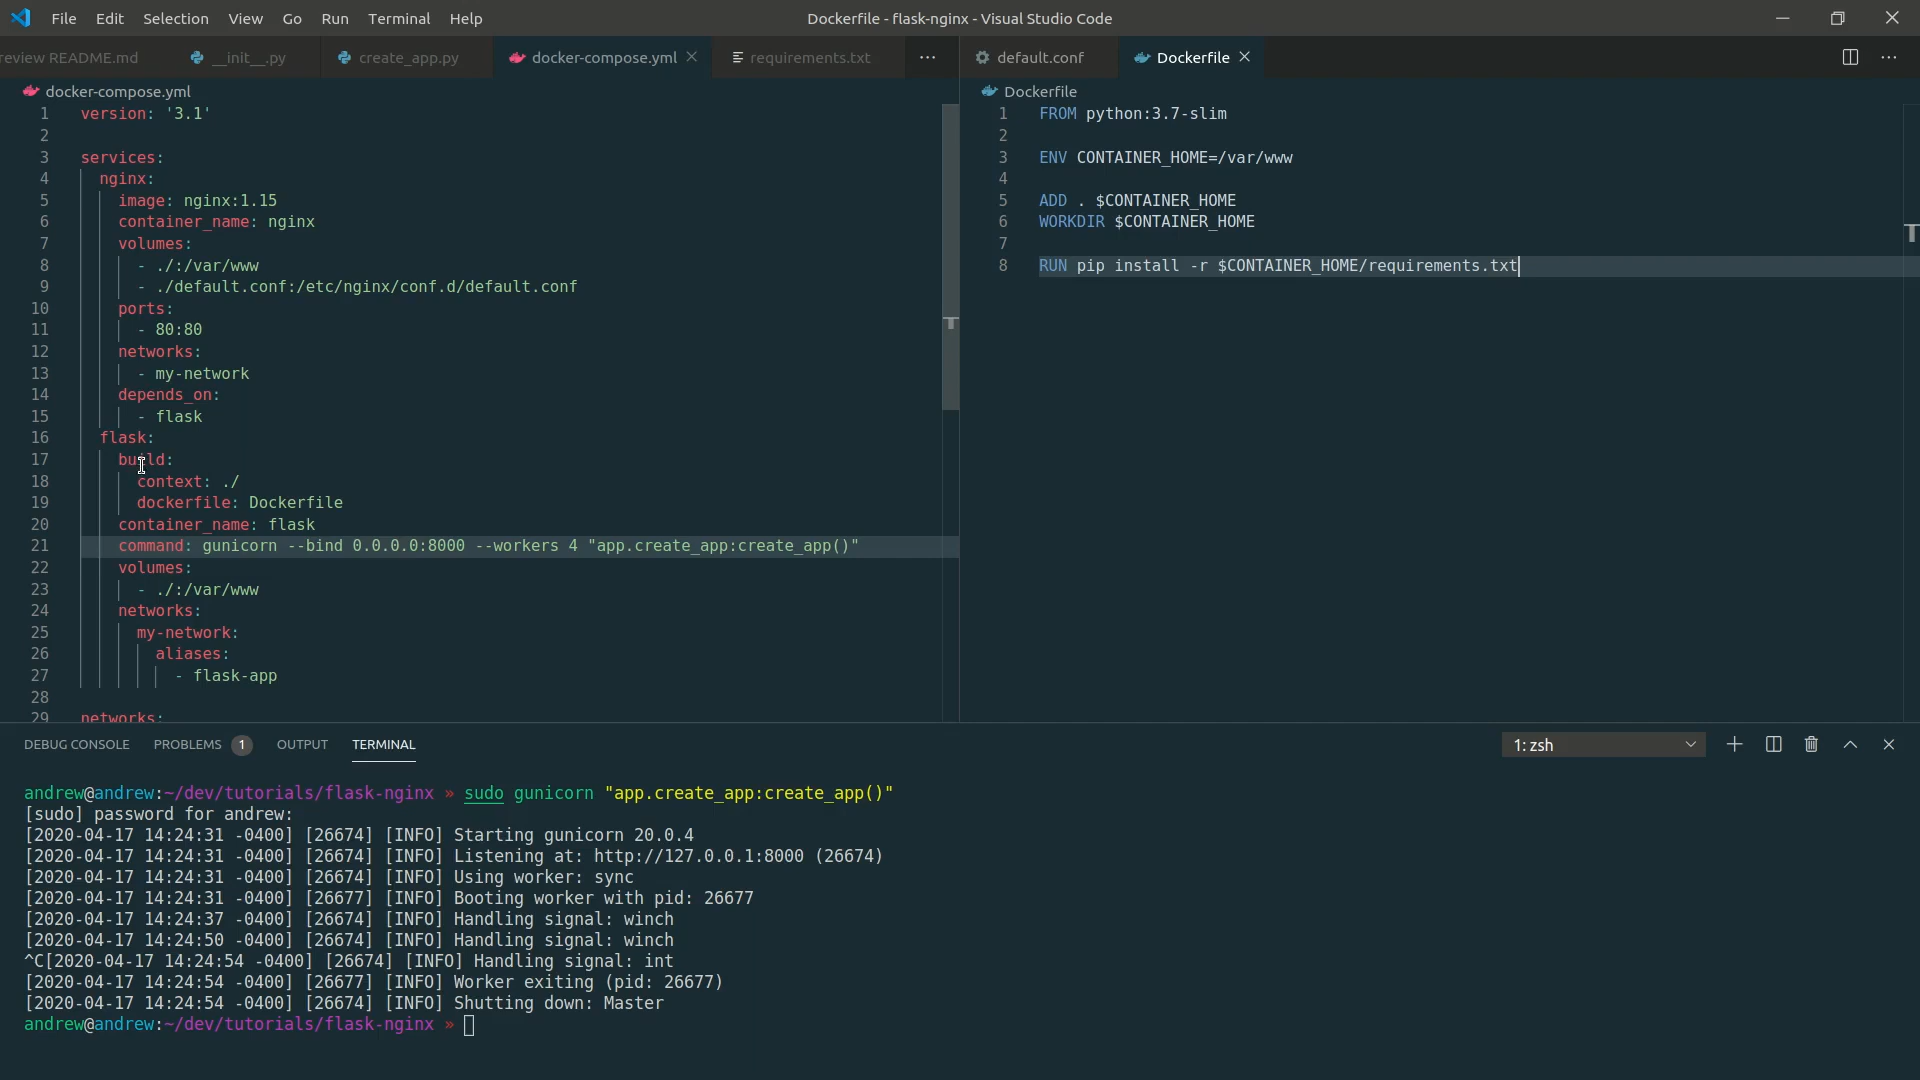 File Edit Selection View Go Run Terminal Help Dockerfile - flask-nginx - Visual Studio Code
review README.md __init__.py create_app.py docker-compose.yml requirements.txt default.conf Dockerfile
docker-compose.yml
1 version: '3.1'
2
3 services:
4 nginx:
5 image: nginx:1.15
6 container_name: nginx
7 volumes:
8 - ./:/var/www
9 - ./default.conf:/etc/nginx/conf.d/default.conf
10 ports:
11 - 80:80
12 networks:
13 - my-network
14 depends_on:
15 - flask
16 flask:
17 build:
18 context: ./
19 dockerfile: Dockerfile
20 container_name: flask
21 command: gunicorn --bind 0.0.0.0:8000 --workers 4 "app.create_app:create_app()"
22 volumes:
23 - ./:/var/www
24 networks:
25 my-network:
26 aliases:
27 - flask-app
28
29 networks:
Dockerfile
1 FROM python:3.7-slim
2
3 ENV CONTAINER_HOME=/var/www
4
5 ADD . $CONTAINER_HOME
6 WORKDIR $CONTAINER_HOME
7
8 RUN pip install -r $CONTAINER_HOME/requirements.txt
DEBUG CONSOLE PROBLEMS 1 OUTPUT TERMINAL 1: zsh
andrew@andrew:~/dev/tutorials/flask-nginx » sudo gunicorn "app.create_app:create_app()"
[sudo] password for andrew:
[2020-04-17 14:24:31 -0400] [26674] [INFO] Starting gunicorn 20.0.4
[2020-04-17 14:24:31 -0400] [26674] [INFO] Listening at: http://127.0.0.1:8000 (26674)
[2020-04-17 14:24:31 -0400] [26674] [INFO] Using worker: sync
[2020-04-17 14:24:31 -0400] [26677] [INFO] Booting worker with pid: 26677
[2020-04-17 14:24:37 -0400] [26674] [INFO] Handling signal: winch
[2020-04-17 14:24:50 -0400] [26674] [INFO] Handling signal: winch
^C[2020-04-17 14:24:54 -0400] [26674] [INFO] Handling signal: int
[2020-04-17 14:24:54 -0400] [26677] [INFO] Worker exiting (pid: 26677)
[2020-04-17 14:24:54 -0400] [26674] [INFO] Shutting down: Master
andrew@andrew:~/dev/tutorials/flask-nginx »